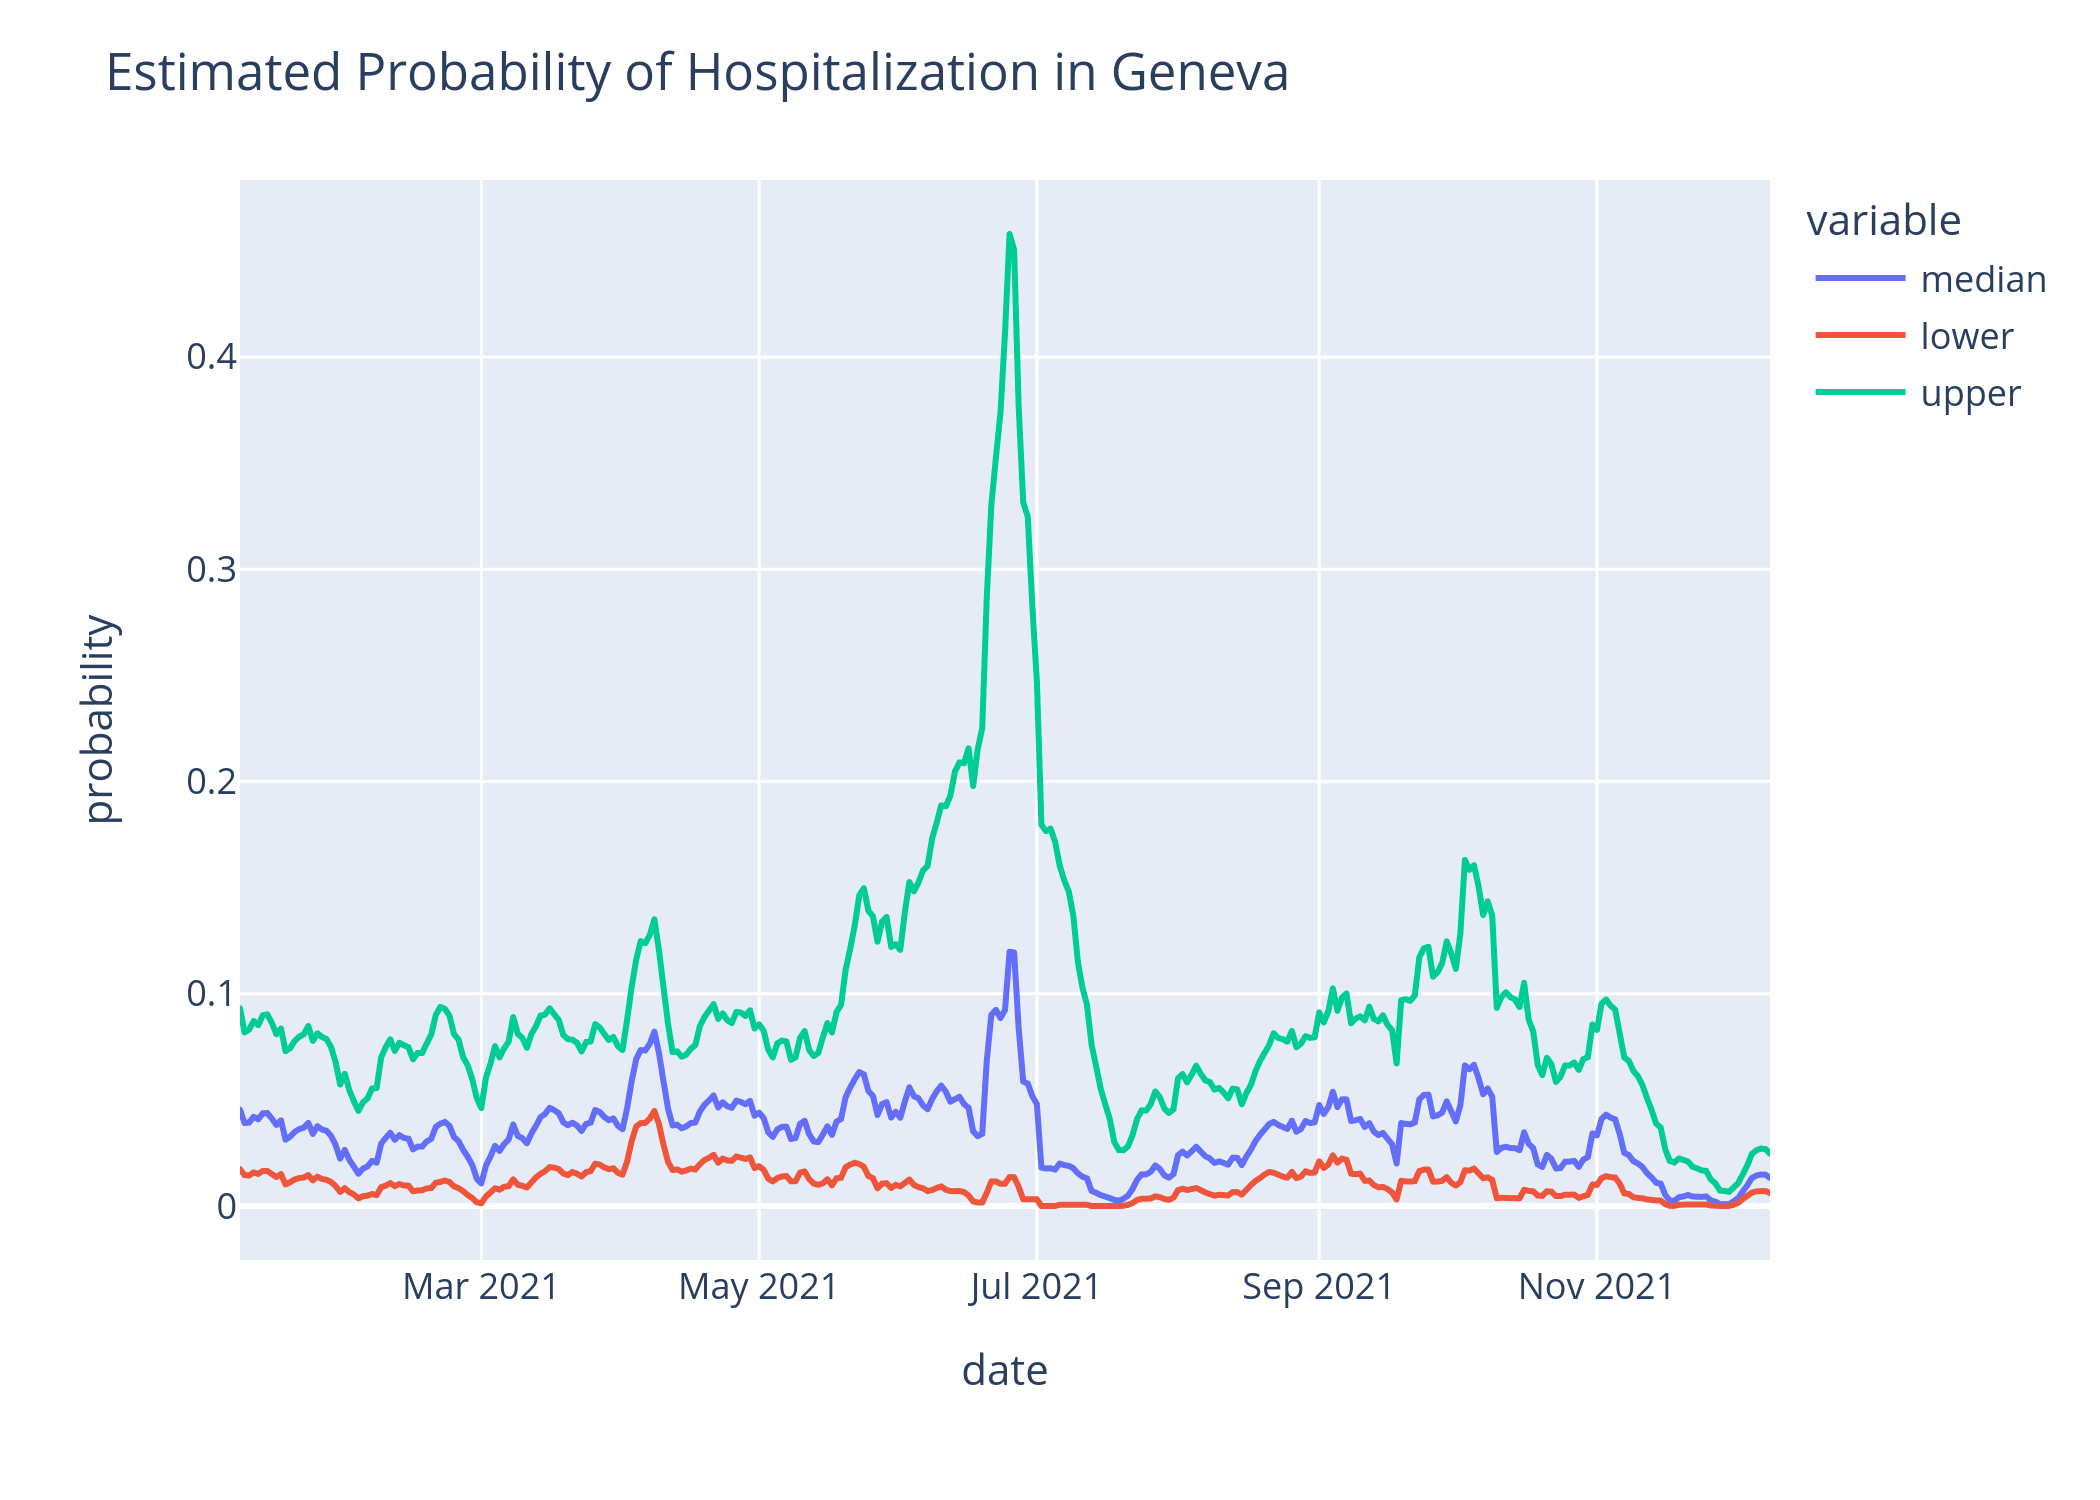 Estimated Probability of Hospitalization in Geneva
variable
median
lower
upper
probability
0.4
0.3
0.2
0.1
0
Mar 2021
May 2021
Jul 2021
Sep 2021
Nov 2021
date